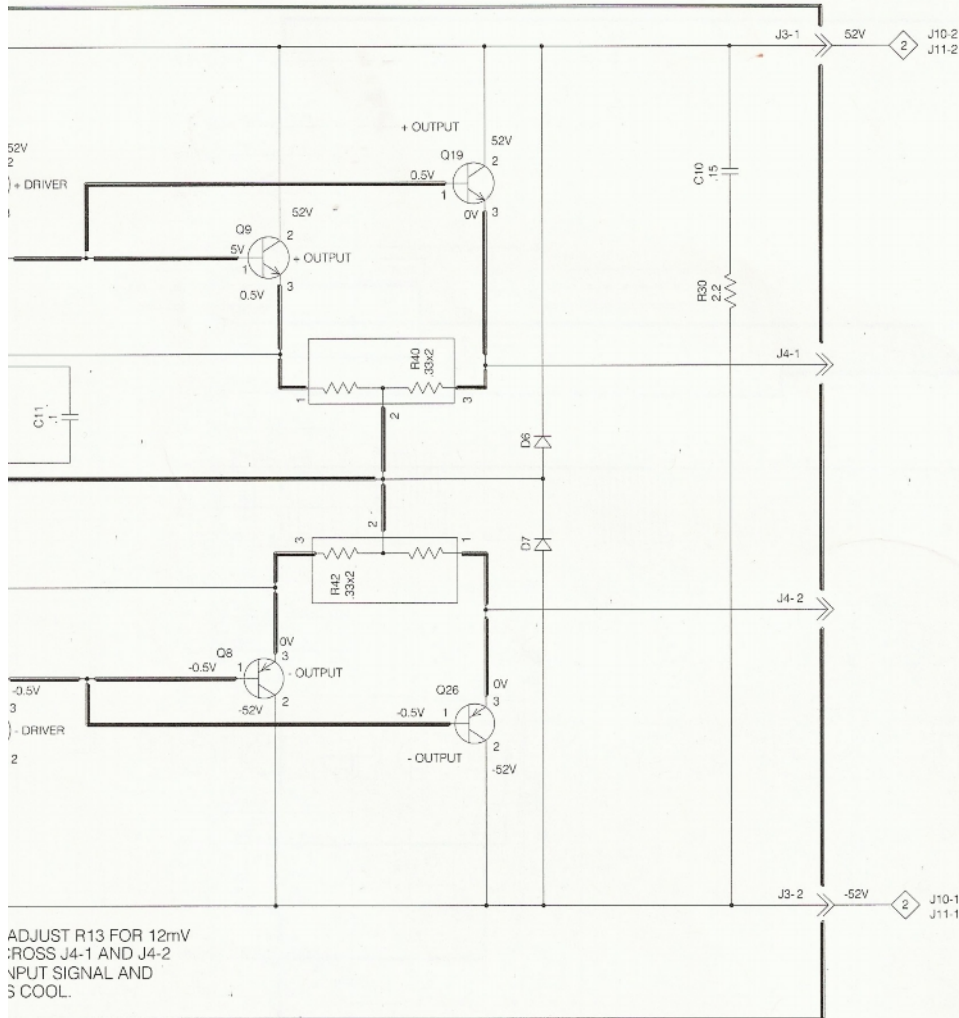 J3-1
52V
2
J10-2
J11-2
+ OUTPUT
52V
2
Q19
0.5V
1
0V
3
52V
2
+ DRIVER
3
C10
.15
Q9
52V
2
5V
1
+ OUTPUT
3
0.5V
R30
2.2
J4-1
R40
.33x2
1
3
2
C11
.1
D6
2
D7
3
1
R42
.33x2
J4-2
Q8
0V
3
-0.5V
1
- OUTPUT
-52V
2
-0.5V
3
- DRIVER
2
Q26
0V
3
-0.5V
1
2
- OUTPUT
-52V
J3-2
-52V
2
J10-1
J11-1
ADJUST R13 FOR 12mV
CROSS J4-1 AND J4-2
NPUT SIGNAL AND
S COOL.